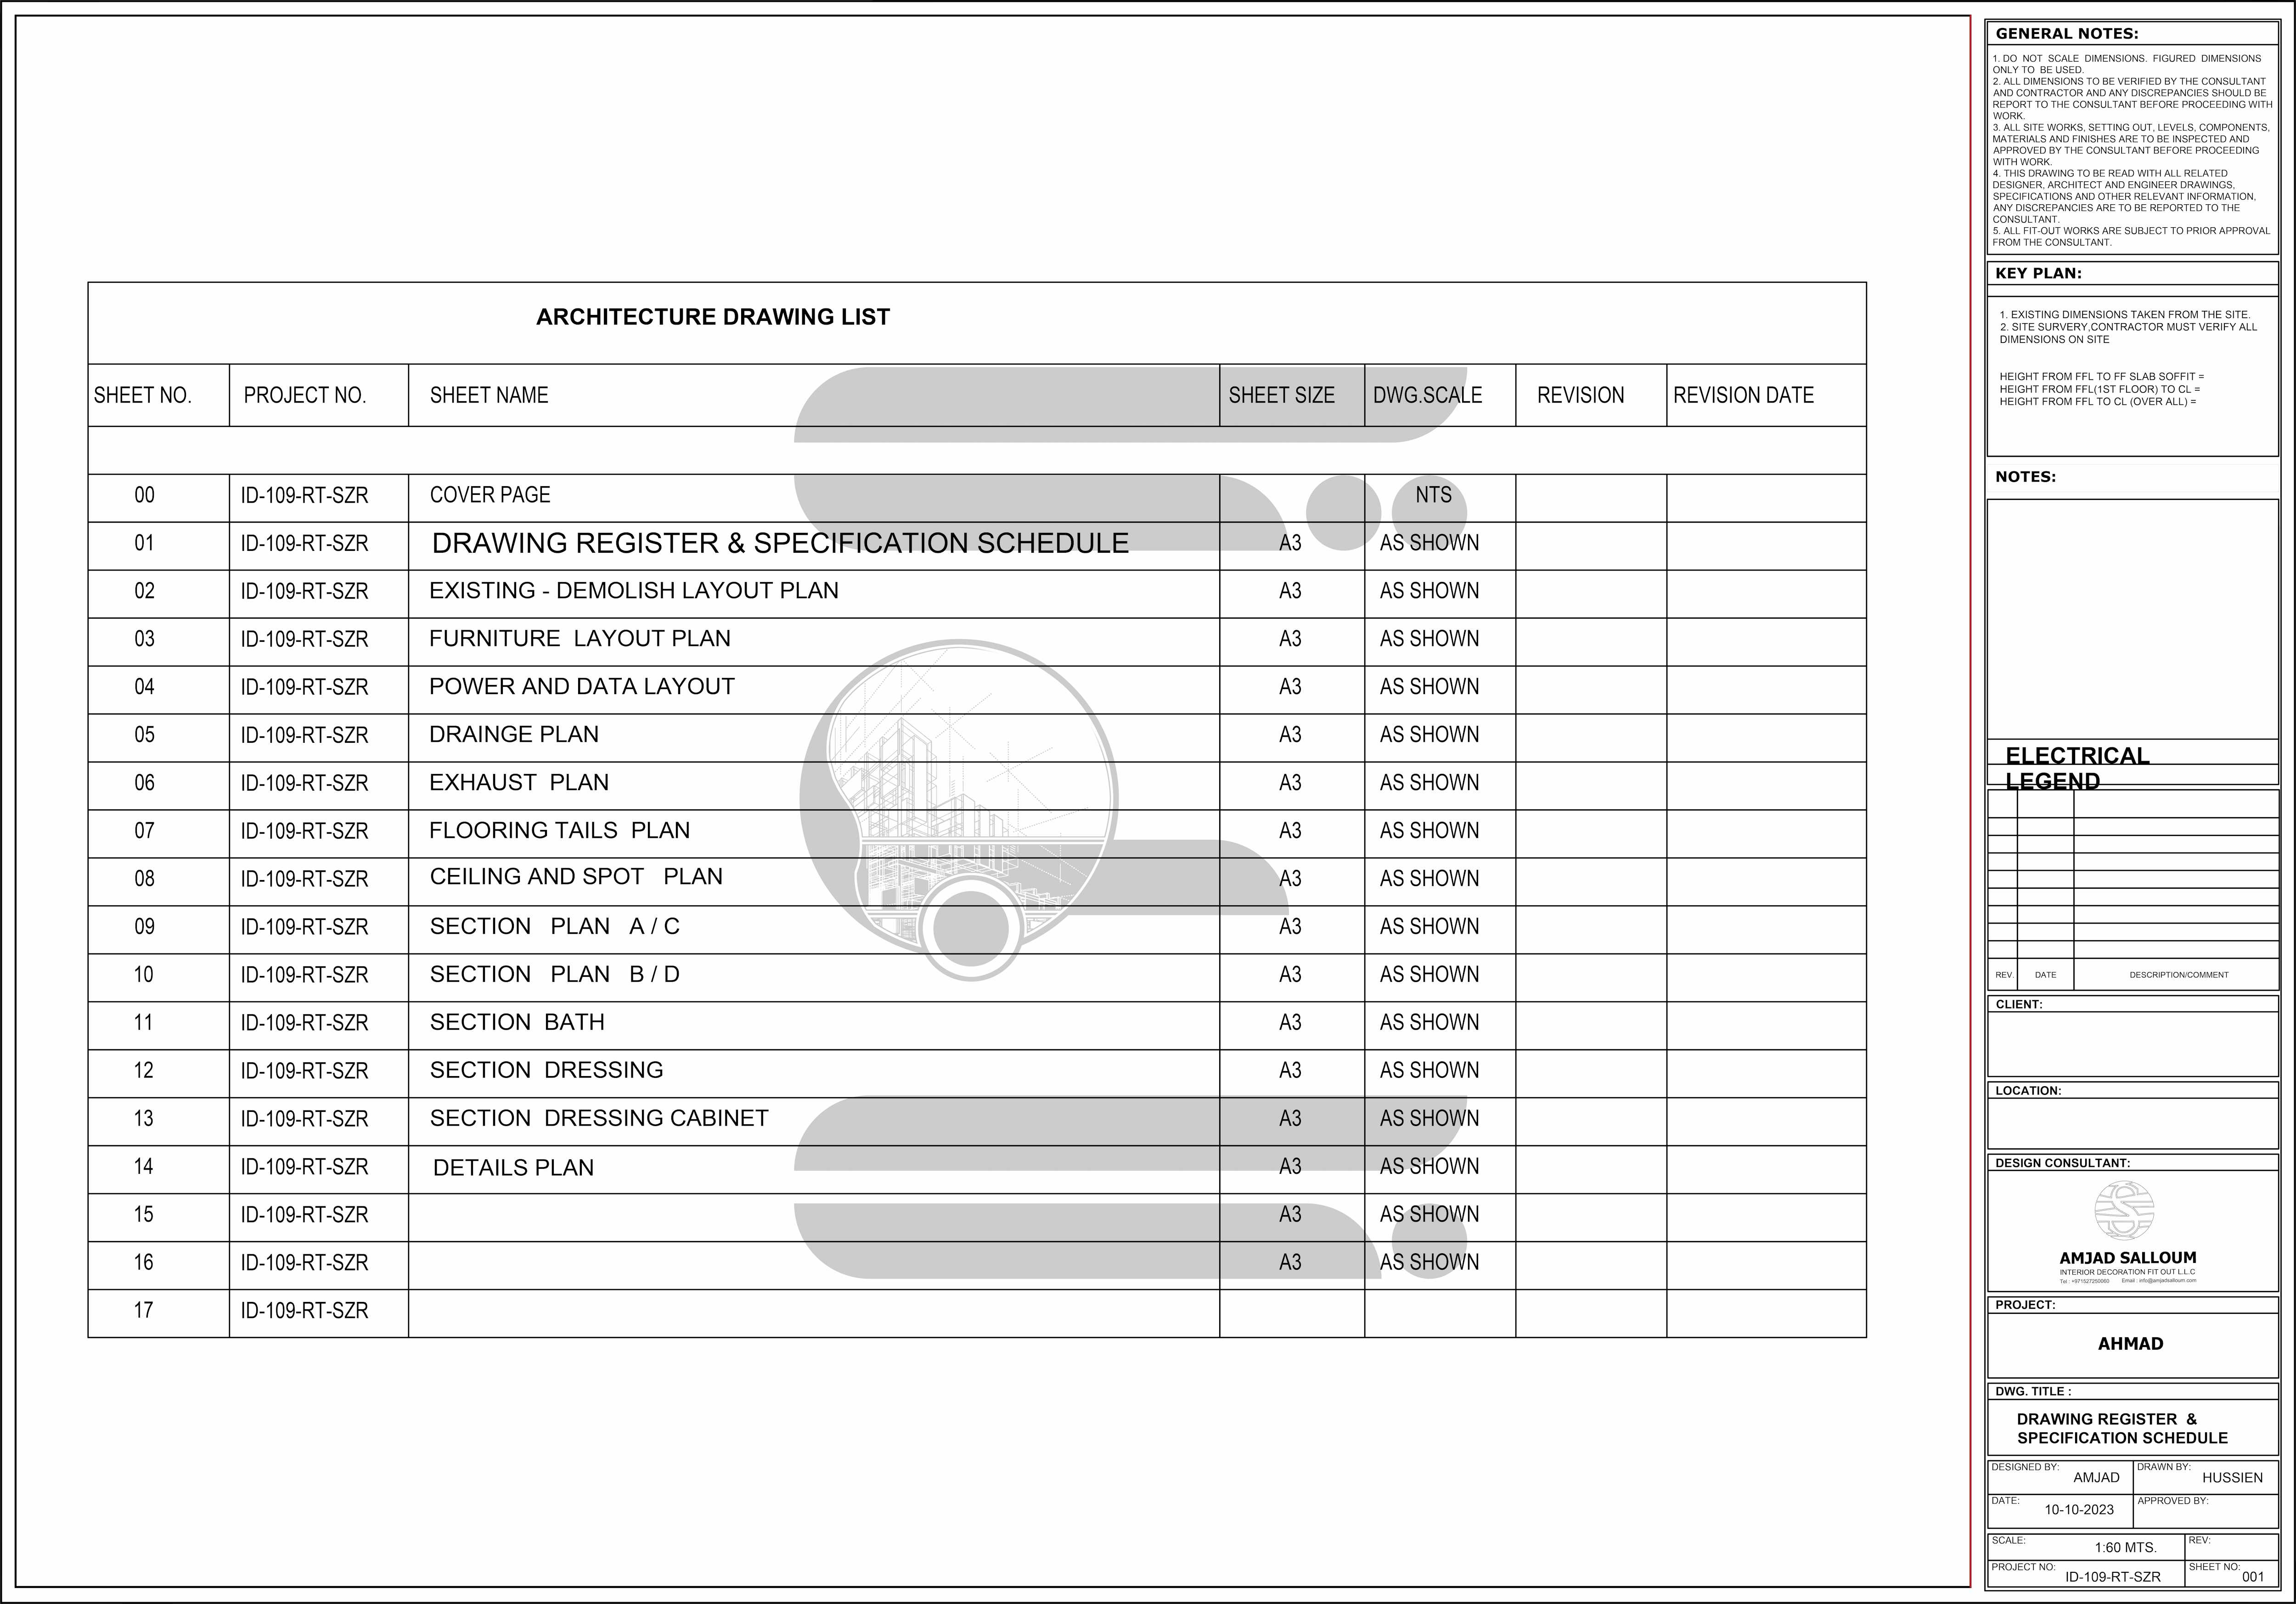 ARCHITECTURE DRAWING LIST
SHEET NO. PROJECT NO. SHEET NAME SHEET SIZE DWG.SCALE REVISION REVISION DATE
00 ID-109-RT-SZR COVER PAGE NTS
01 ID-109-RT-SZR DRAWING REGISTER & SPECIFICATION SCHEDULE A3 AS SHOWN
02 ID-109-RT-SZR EXISTING - DEMOLISH LAYOUT PLAN A3 AS SHOWN
03 ID-109-RT-SZR FURNITURE LAYOUT PLAN A3 AS SHOWN
04 ID-109-RT-SZR POWER AND DATA LAYOUT A3 AS SHOWN
05 ID-109-RT-SZR DRAINGE PLAN A3 AS SHOWN
06 ID-109-RT-SZR EXHAUST PLAN A3 AS SHOWN
07 ID-109-RT-SZR FLOORING TAILS PLAN A3 AS SHOWN
08 ID-109-RT-SZR CEILING AND SPOT PLAN A3 AS SHOWN
09 ID-109-RT-SZR SECTION PLAN A / C A3 AS SHOWN
10 ID-109-RT-SZR SECTION PLAN B / D A3 AS SHOWN
11 ID-109-RT-SZR SECTION BATH A3 AS SHOWN
12 ID-109-RT-SZR SECTION DRESSING A3 AS SHOWN
13 ID-109-RT-SZR SECTION DRESSING CABINET A3 AS SHOWN
14 ID-109-RT-SZR DETAILS PLAN A3 AS SHOWN
15 ID-109-RT-SZR A3 AS SHOWN
16 ID-109-RT-SZR A3 AS SHOWN
17 ID-109-RT-SZR
GENERAL NOTES:
1. DO NOT SCALE DIMENSIONS. FIGURED DIMENSIONS
ONLY TO BE USED.
2. ALL DIMENSIONS TO BE VERIFIED BY THE CONSULTANT
AND CONTRACTOR AND ANY DISCREPANCIES SHOULD BE
REPORT TO THE CONSULTANT BEFORE PROCEEDING WITH
WORK.
3. ALL SITE WORKS, SETTING OUT, LEVELS, COMPONENTS,
MATERIALS AND FINISHES ARE TO BE INSPECTED AND
APPROVED BY THE CONSULTANT BEFORE PROCEEDING
WITH WORK.
4. THIS DRAWING TO BE READ WITH ALL RELATED
DESIGNER, ARCHITECT AND ENGINEER DRAWINGS,
SPECIFICATIONS AND OTHER RELEVANT INFORMATION,
ANY DISCREPANCIES ARE TO BE REPORTED TO THE
CONSULTANT.
5. ALL FIT-OUT WORKS ARE SUBJECT TO PRIOR APPROVAL
FROM THE CONSULTANT.
KEY PLAN:
1. EXISTING DIMENSIONS TAKEN FROM THE SITE.
2. SITE SURVERY,CONTRACTOR MUST VERIFY ALL
DIMENSIONS ON SITE
HEIGHT FROM FFL TO FF SLAB SOFFIT =
HEIGHT FROM FFL(1ST FLOOR) TO CL =
HEIGHT FROM FFL TO CL (OVER ALL) =
NOTES:
ELECTRICAL
LEGEND
REV. DATE DESCRIPTION/COMMENT
CLIENT:
LOCATION:
DESIGN CONSULTANT:
AMJAD SALLOUM
INTERIOR DECORATION FIT OUT L.L.C
Tel : +971527250060 Email : info@amjadsalloum.com
PROJECT:
AHMAD
DWG. TITLE :
DRAWING REGISTER &
SPECIFICATION SCHEDULE
DESIGNED BY: AMJAD DRAWN BY: HUSSIEN
DATE: 10-10-2023 APPROVED BY:
SCALE: 1:60 MTS. REV:
PROJECT NO: ID-109-RT-SZR SHEET NO: 001